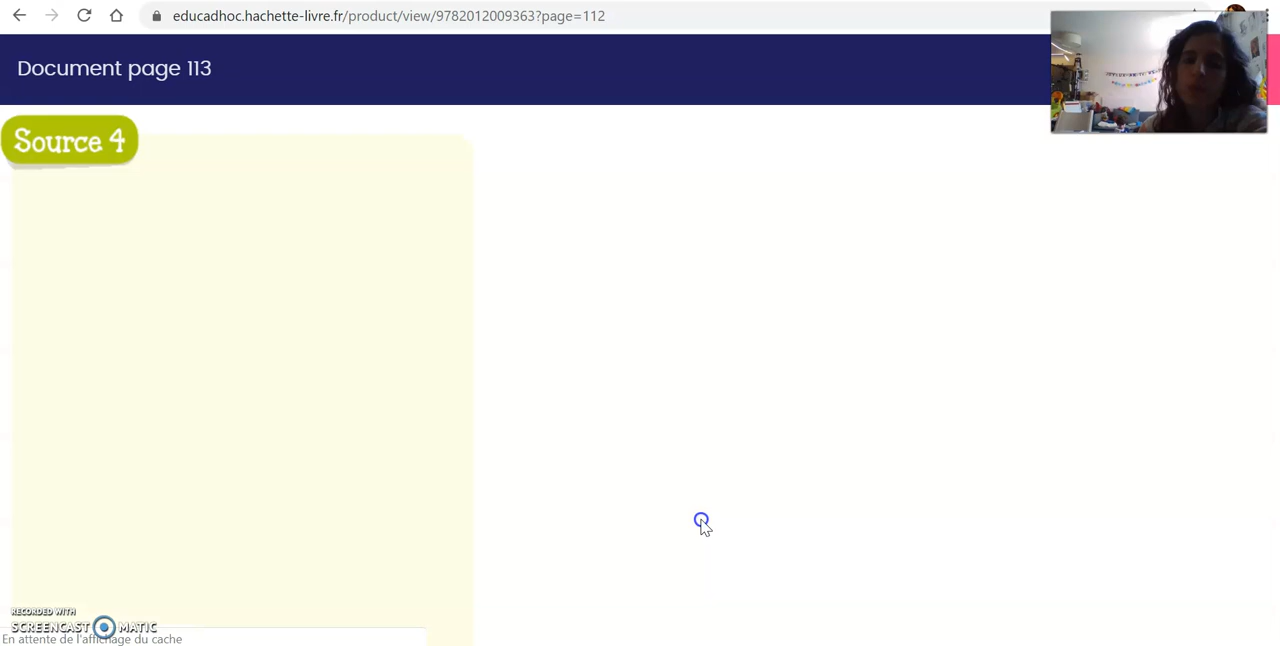 educadhoc.hachette-livre.fr/product/view/9782012009363?page=112
Document page 113
Source 4
RECORDED WITH
SCREENCAST MATIC
En attente de l'affichage du cache